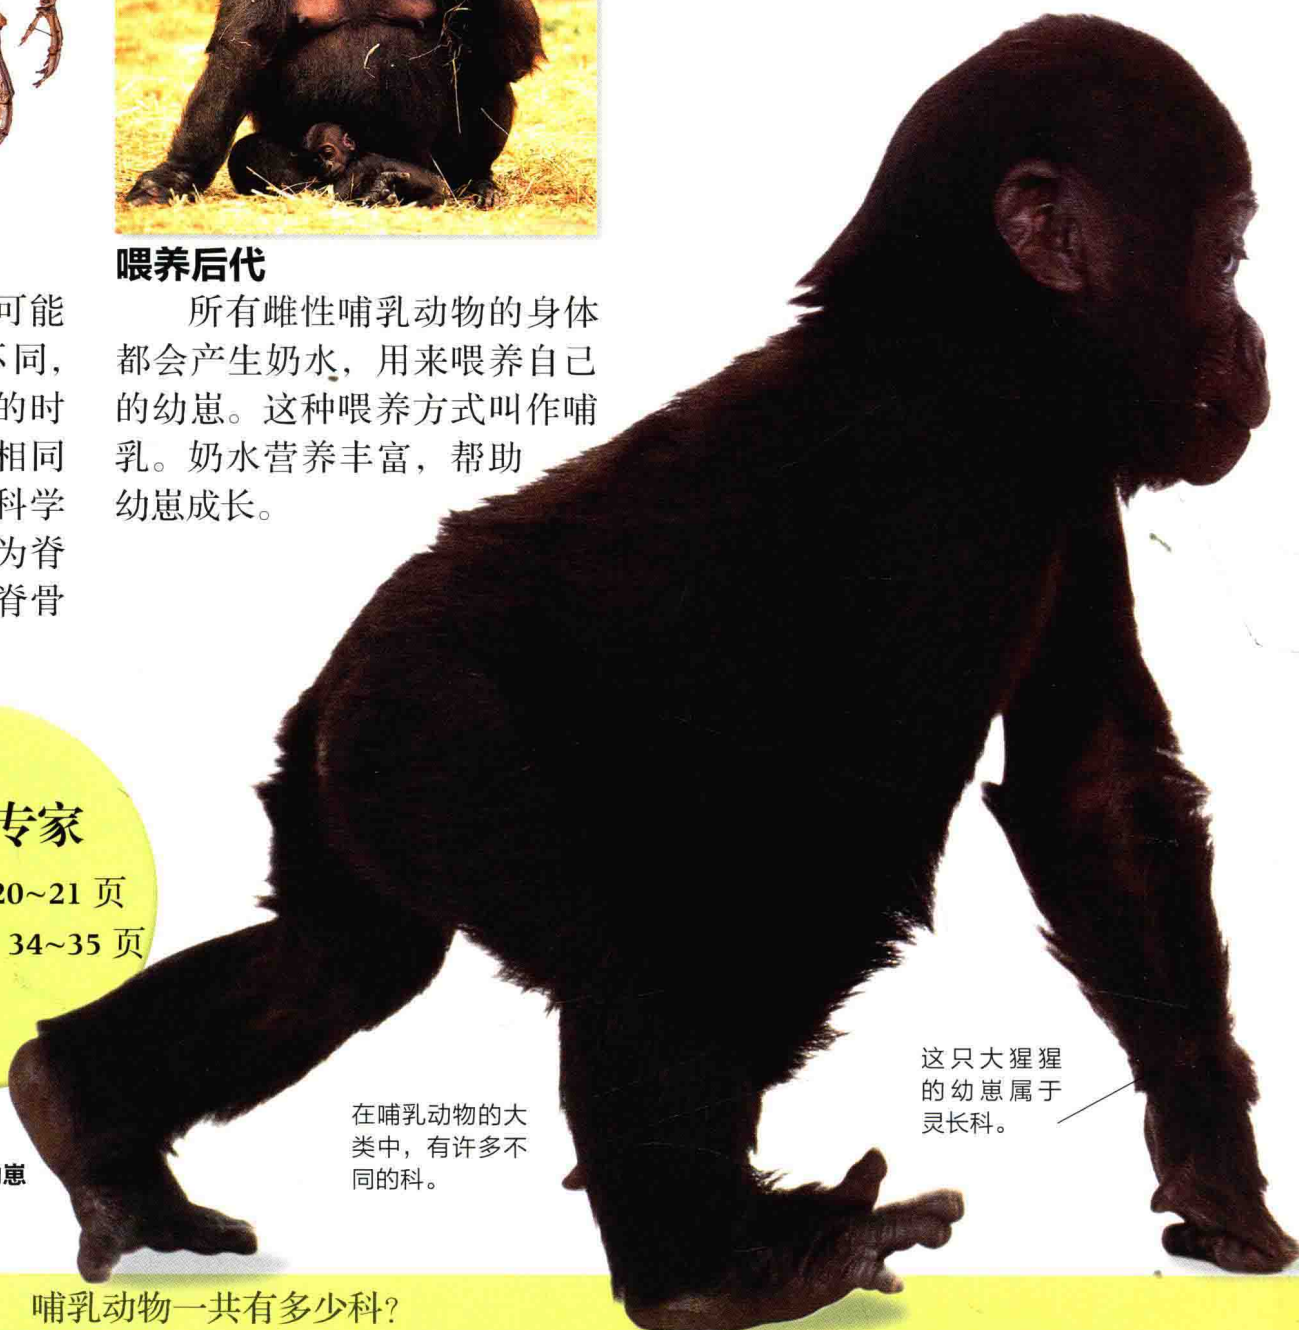 喂养后代
所有雌性哺乳动物的身体
都会产生奶水，用来喂养自己
的幼崽。这种喂养方式叫作哺
乳。奶水营养丰富，帮助
幼崽成长。
可能
不同，
的时
相同
科学
为脊
脊骨
专家
20~21 页
34~35 页
在哺乳动物的大
类中，有许多不
同的科。
这只大猩猩
的幼崽属于
灵长科。
崽
哺乳动物一共有多少科？